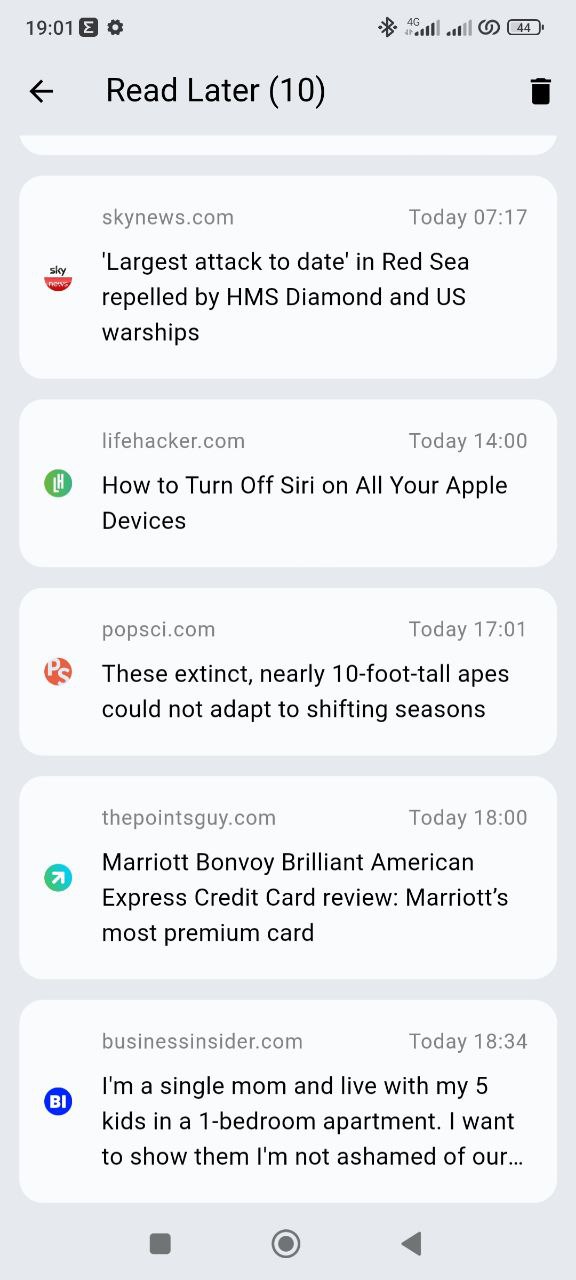 19:01
4G
44
Read Later (10)
skynews.com
Today 07:17
sky
news
'Largest attack to date' in Red Sea
repelled by HMS Diamond and US
warships
lifehacker.com
Today 14:00
LH
How to Turn Off Siri on All Your Apple
Devices
popsci.com
Today 17:01
PS
These extinct, nearly 10-foot-tall apes
could not adapt to shifting seasons
thepointsguy.com
Today 18:00
Marriott Bonvoy Brilliant American
Express Credit Card review: Marriott’s
most premium card
businessinsider.com
Today 18:34
BI
I'm a single mom and live with my 5
kids in a 1-bedroom apartment. I want
to show them I'm not ashamed of our…